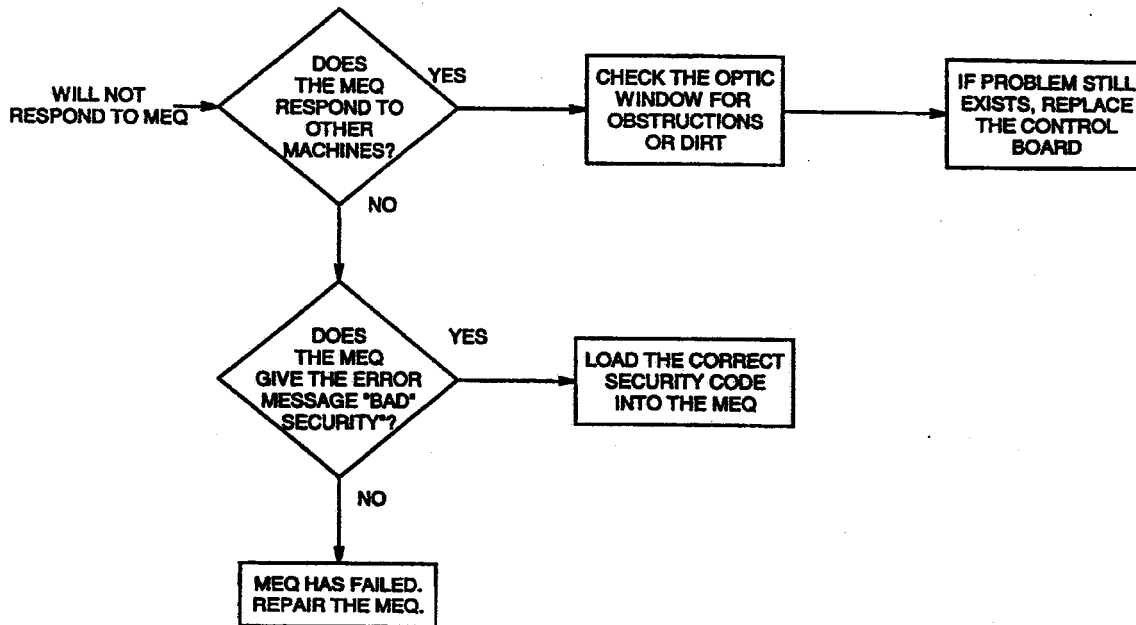 WILL NOT
RESPOND TO MEQ
DOES
THE MEQ
RESPOND TO
OTHER
MACHINES?
YES
CHECK THE OPTIC
WINDOW FOR
OBSTRUCTIONS
OR DIRT
IF PROBLEM STILL
EXISTS, REPLACE
THE CONTROL
BOARD
NO
DOES
THE MEQ
GIVE THE ERROR
MESSAGE "BAD"
SECURITY"?
YES
LOAD THE CORRECT
SECURITY CODE
INTO THE MEQ
NO
MEQ HAS FAILED.
REPAIR THE MEQ.